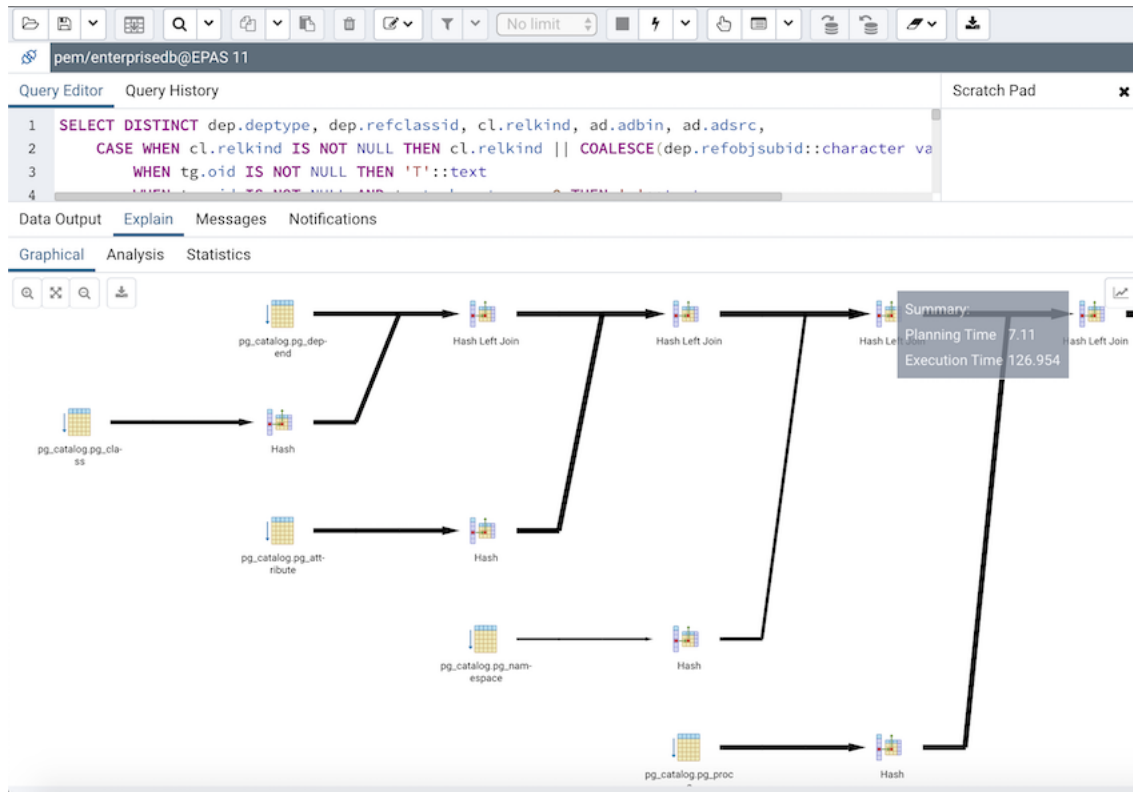 No limit
pem/enterprisedb@EPAS 11
Query Editor Query History Scratch Pad
1 SELECT DISTINCT dep.deptype, dep.refclassid, cl.relkind, ad.adbin, ad.adsrc,
2 CASE WHEN cl.relkind IS NOT NULL THEN cl.relkind || COALESCE(dep.refobjsubid::character va
3 WHEN tg.oid IS NOT NULL THEN 'T'::text
4
Data Output Explain Messages Notifications
Graphical Analysis Statistics
Summary:
Planning Time 7.11
Execution Time 126.954
pg_catalog.pg_dep-
end
Hash Left Join
Hash Left Join
Hash Left Join
Hash Left Join
pg_catalog.pg_cla-
ss
Hash
pg_catalog.pg_att-
ribute
Hash
pg_catalog.pg_nam-
espace
Hash
pg_catalog.pg_proc
Hash